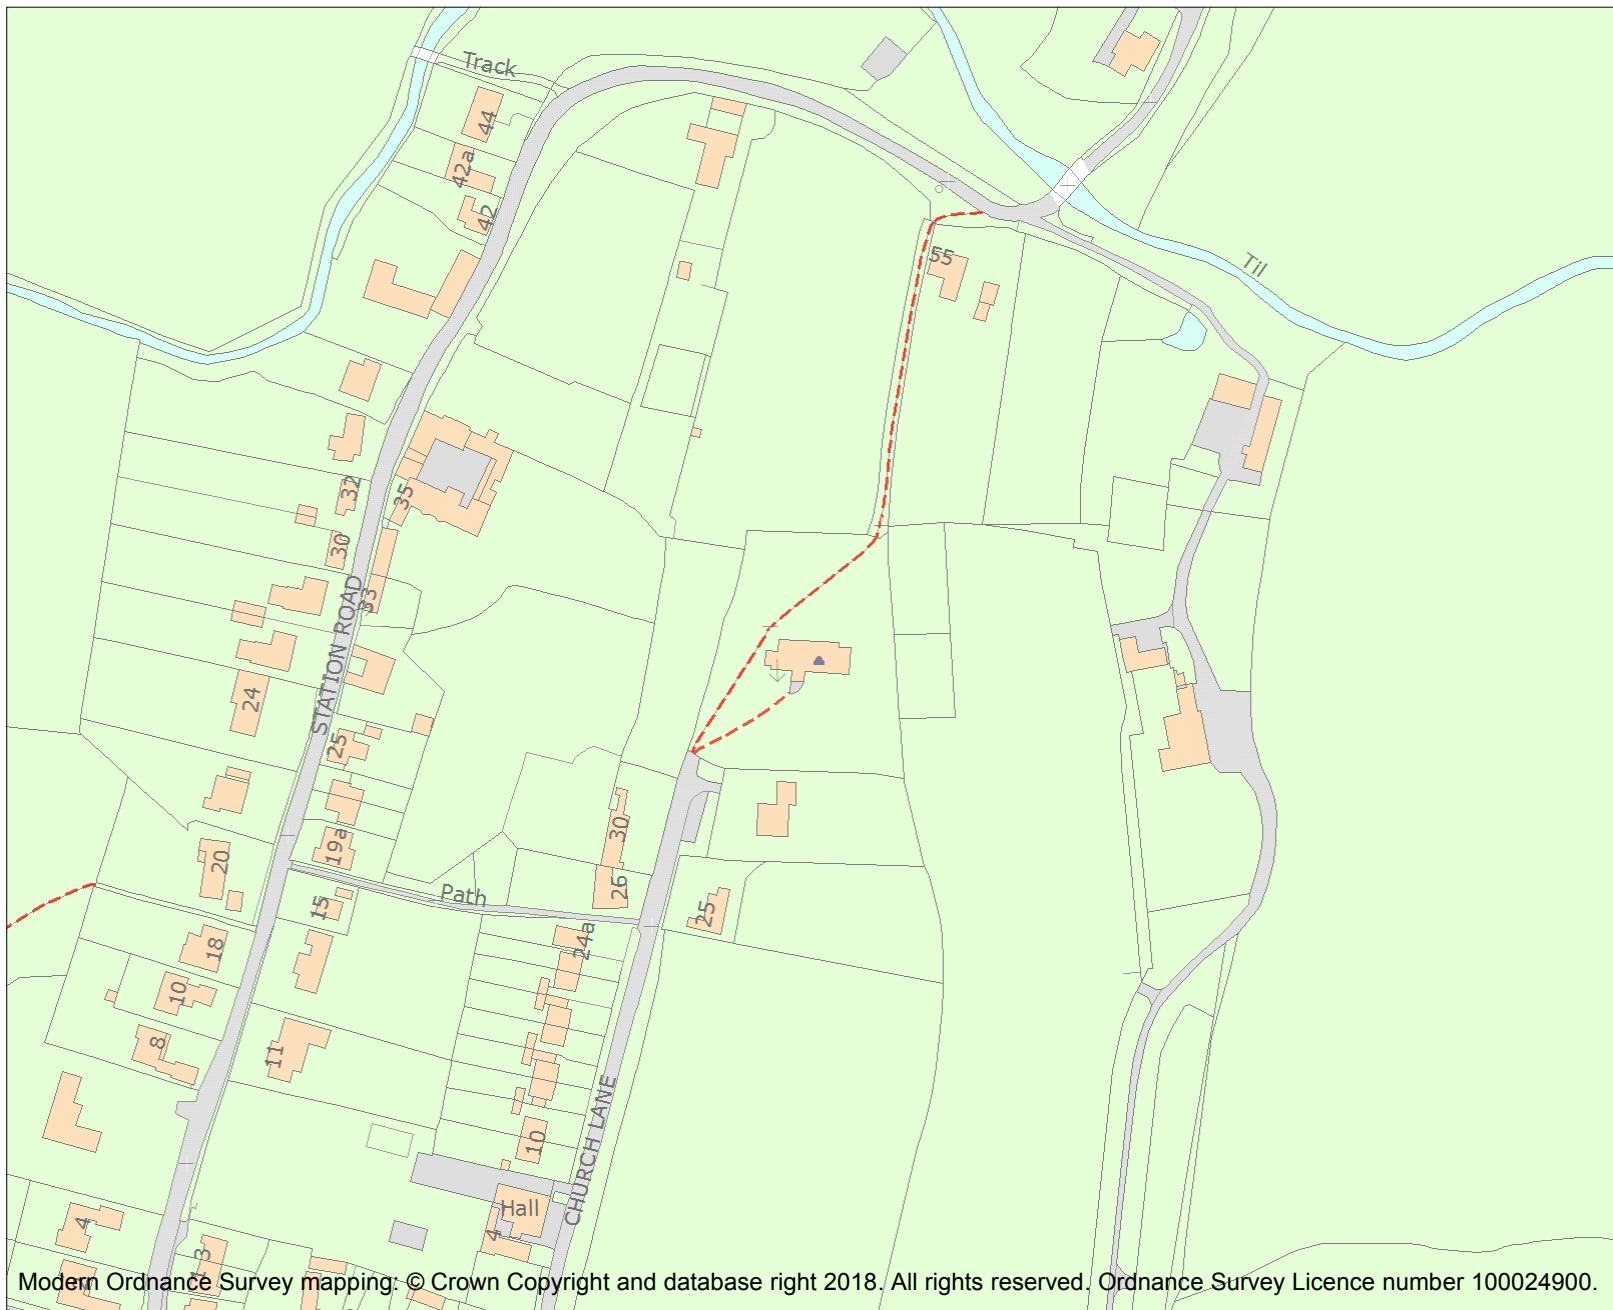 Track
44
42a
42
55
Til
32
35
30
33
STATION ROAD
24
25
30
19a
20
26
Path
15
25
18
24a
10
8
11
10
CHURCH LANE
Hall
4
4
13
Modern Ordnance Survey mapping: © Crown Copyright and database right 2018. All rights reserved. Ordnance Survey Licence number 100024900.